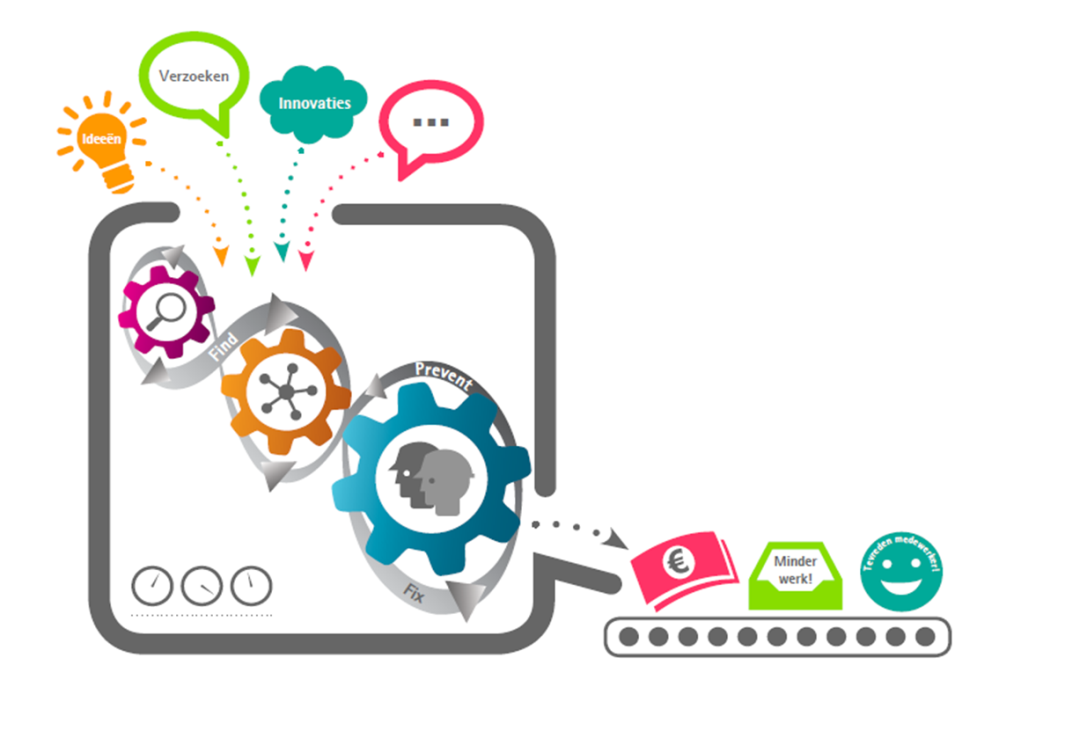 Verzoeken
Innovaties
Ideeën
...
Find
Prevent
Fix
€
Minder
werk!
Tevreden medewerker!